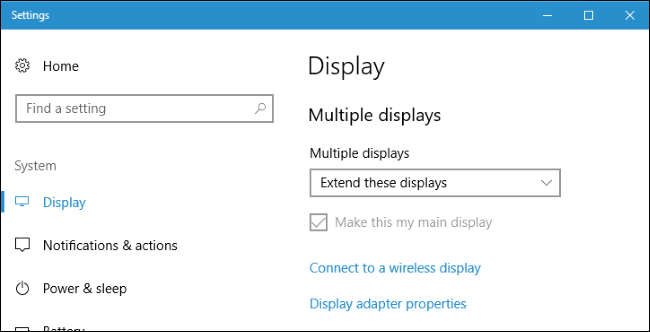 Settings
Home
Find a setting
System
Display
Notifications & actions
Power & sleep
Battery
Display
Multiple displays
Multiple displays
Extend these displays
Make this my main display
Connect to a wireless display
Display adapter properties